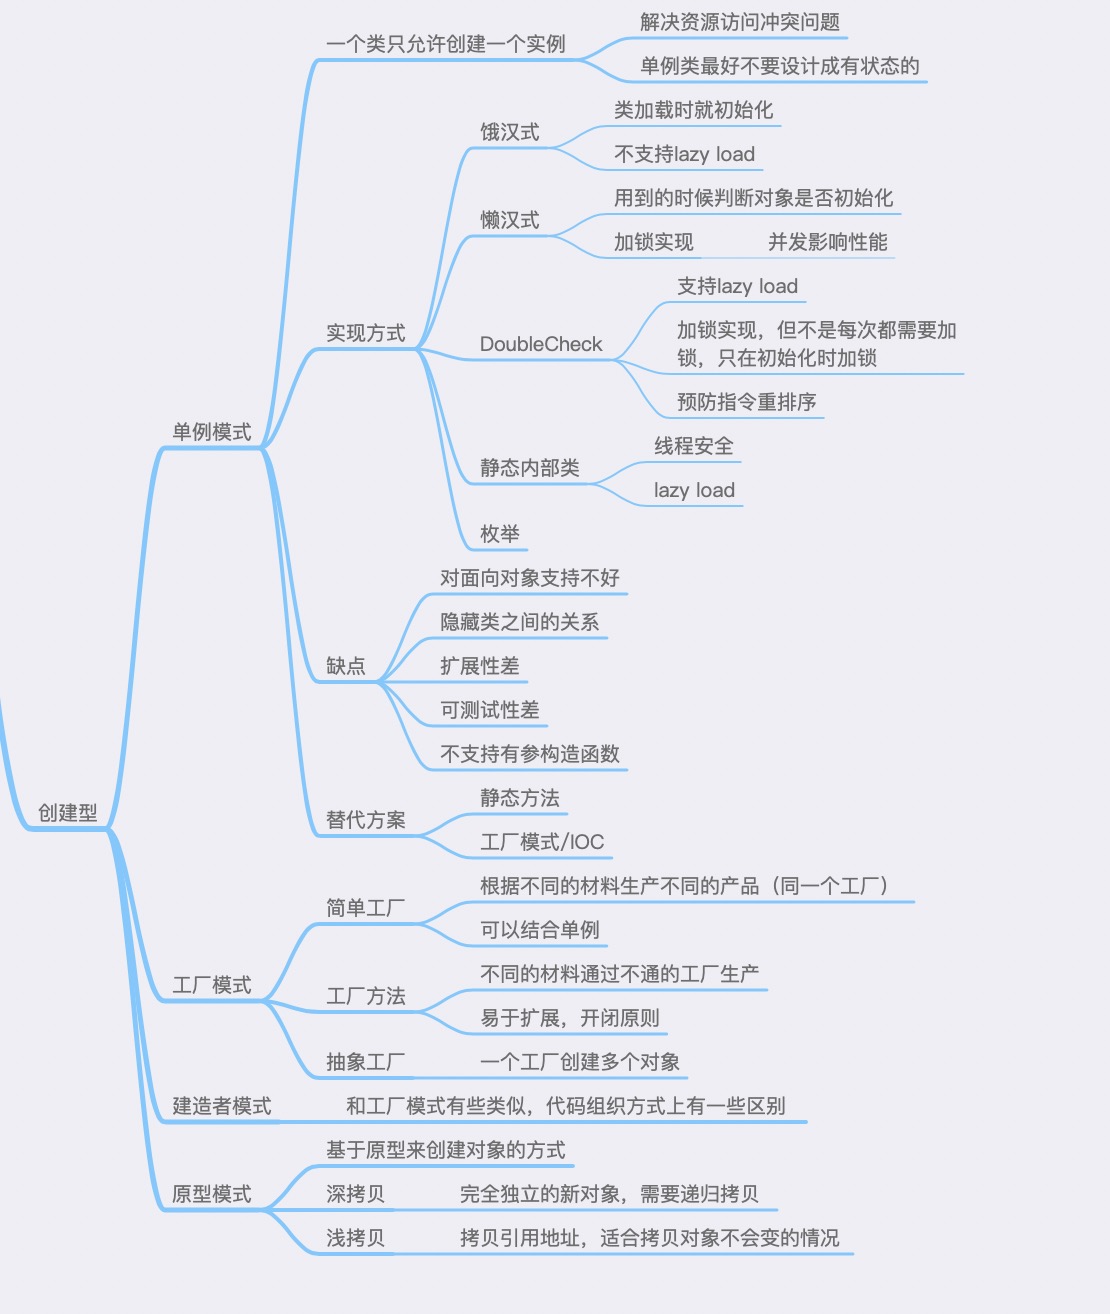 解决资源访问冲突问题
一个类只允许创建一个实例
单例类最好不要设计成有状态的
类加载时就初始化
饿汉式
不支持lazy load
用到的时候判断对象是否初始化
懒汉式
加锁实现 并发影响性能
支持lazy load
实现方式
DoubleCheck
加锁实现，但不是每次都需要加
锁，只在初始化时加锁
预防指令重排序
单例模式
线程安全
静态内部类
lazy load
枚举
对面向对象支持不好
隐藏类之间的关系
缺点
扩展性差
可测试性差
不支持有参构造函数
创建型
静态方法
替代方案
工厂模式/IOC
根据不同的材料生产不同的产品（同一个工厂）
简单工厂
可以结合单例
不同的材料通过不通的工厂生产
工厂模式
工厂方法
易于扩展，开闭原则
抽象工厂 一个工厂创建多个对象
建造者模式 和工厂模式有些类似，代码组织方式上有一些区别
基于原型来创建对象的方式
原型模式
深拷贝 完全独立的新对象，需要递归拷贝
浅拷贝 拷贝引用地址，适合拷贝对象不会变的情况